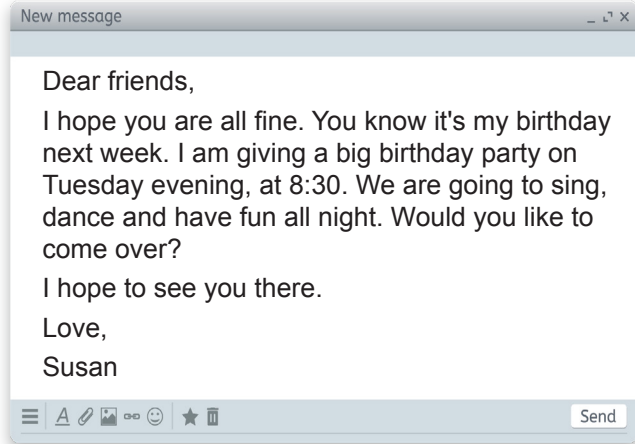 New message
Dear friends,
I hope you are all fine. You know it's my birthday
next week. I am giving a big birthday party on
Tuesday evening, at 8:30. We are going to sing,
dance and have fun all night. Would you like to
come over?
I hope to see you there.
Love,
Susan
A
Send